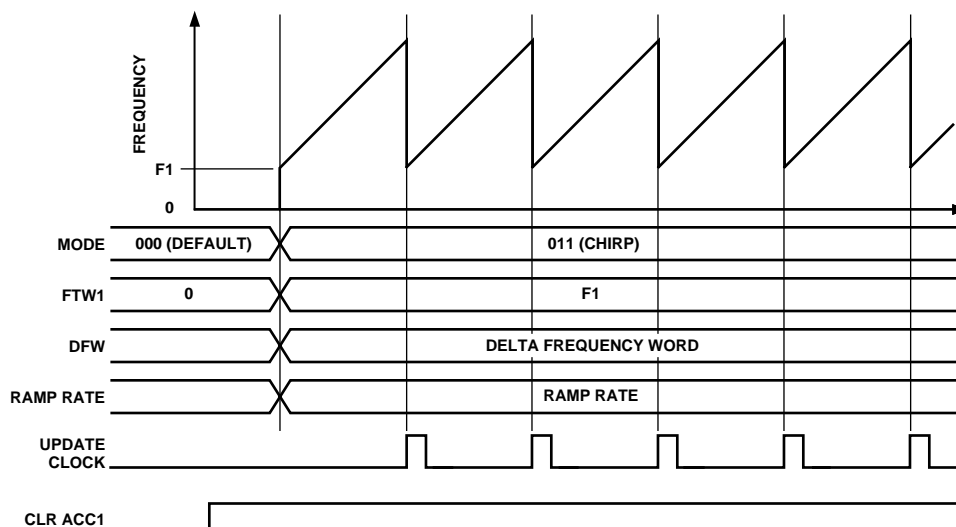 FREQUENCY
F1
0
MODE
000 (DEFAULT)
011 (CHIRP)
FTW1
0
F1
DFW
DELTA FREQUENCY WORD
RAMP RATE
RAMP RATE
UPDATE
CLOCK
CLR ACC1